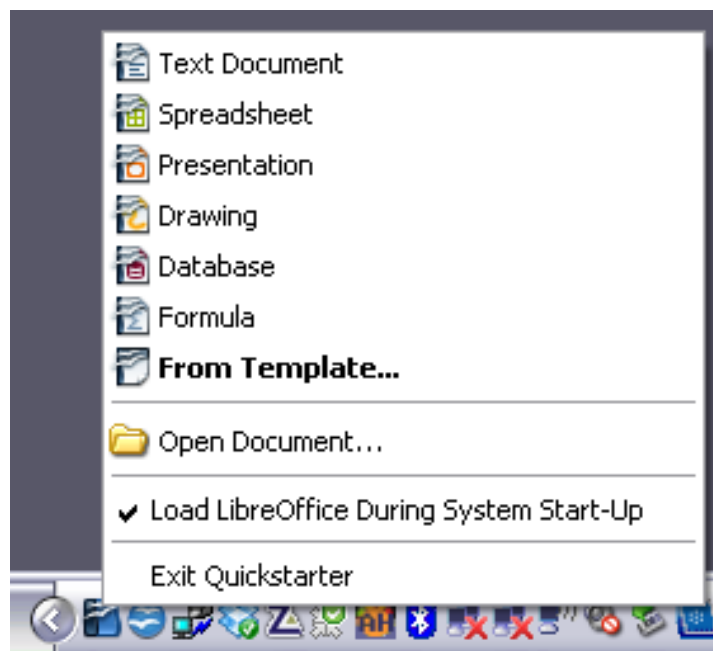 Text Document
Spreadsheet
Presentation
Drawing
Database
Formula
From Template...
Open Document...
Load LibreOffice During System Start-Up
Exit Quickstarter
AH